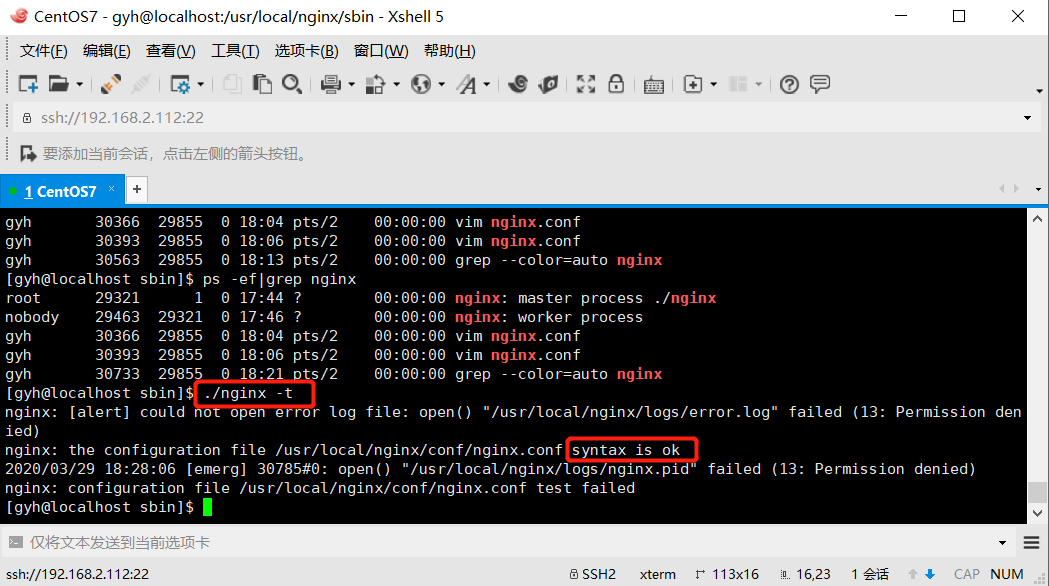 CentOS7 - gyh@localhost:/usr/local/nginx/sbin - Xshell 5
文件(F) 编辑(E) 查看(V) 工具(T) 选项卡(B) 窗口(W) 帮助(H)
ssh://192.168.2.112:22
要添加当前会话，点击左侧的箭头按钮。
1 CentOS7 × +
gyh       30366  29855  0 18:04 pts/2    00:00:00 vim nginx.conf
gyh       30393  29855  0 18:06 pts/2    00:00:00 vim nginx.conf
gyh       30563  29855  0 18:13 pts/2    00:00:00 grep --color=auto nginx
[gyh@localhost sbin]$ ps -ef|grep nginx
root      29321      1  0 17:44 ?        00:00:00 nginx: master process ./nginx
nobody    29463  29321  0 17:46 ?        00:00:00 nginx: worker process
gyh       30366  29855  0 18:04 pts/2    00:00:00 vim nginx.conf
gyh       30393  29855  0 18:06 pts/2    00:00:00 vim nginx.conf
gyh       30733  29855  0 18:21 pts/2    00:00:00 grep --color=auto nginx
[gyh@localhost sbin]$ ./nginx -t
nginx: [alert] could not open error log file: open() "/usr/local/nginx/logs/error.log" failed (13: Permission den
ied)
nginx: the configuration file /usr/local/nginx/conf/nginx.conf syntax is ok
2020/03/29 18:28:06 [emerg] 30785#0: open() "/usr/local/nginx/logs/nginx.pid" failed (13: Permission denied)
nginx: configuration file /usr/local/nginx/conf/nginx.conf test failed
[gyh@localhost sbin]$
仅将文本发送到当前选项卡
ssh://192.168.2.112:22 SSH2 xterm 113x16 16,23 1 会话 CAP NUM